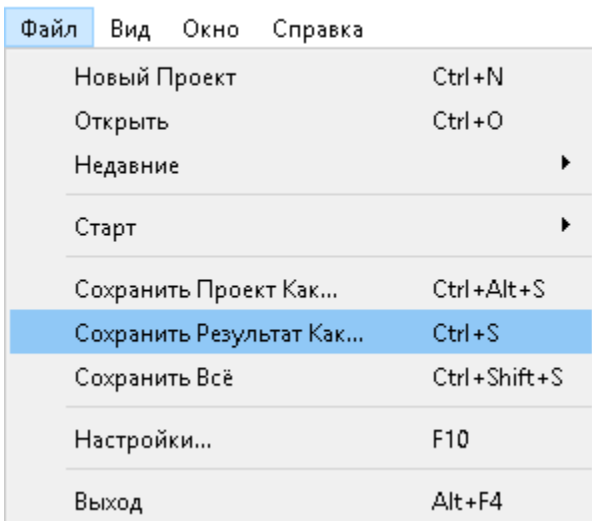 Файл Вид Окно Справка
Новый Проект Ctrl+N
Открыть Ctrl+O
Недавние
Старт
Сохранить Проект Как... Ctrl+Alt+S
Сохранить Результат Как... Ctrl+S
Сохранить Всё Ctrl+Shift+S
Настройки... F10
Выход Alt+F4